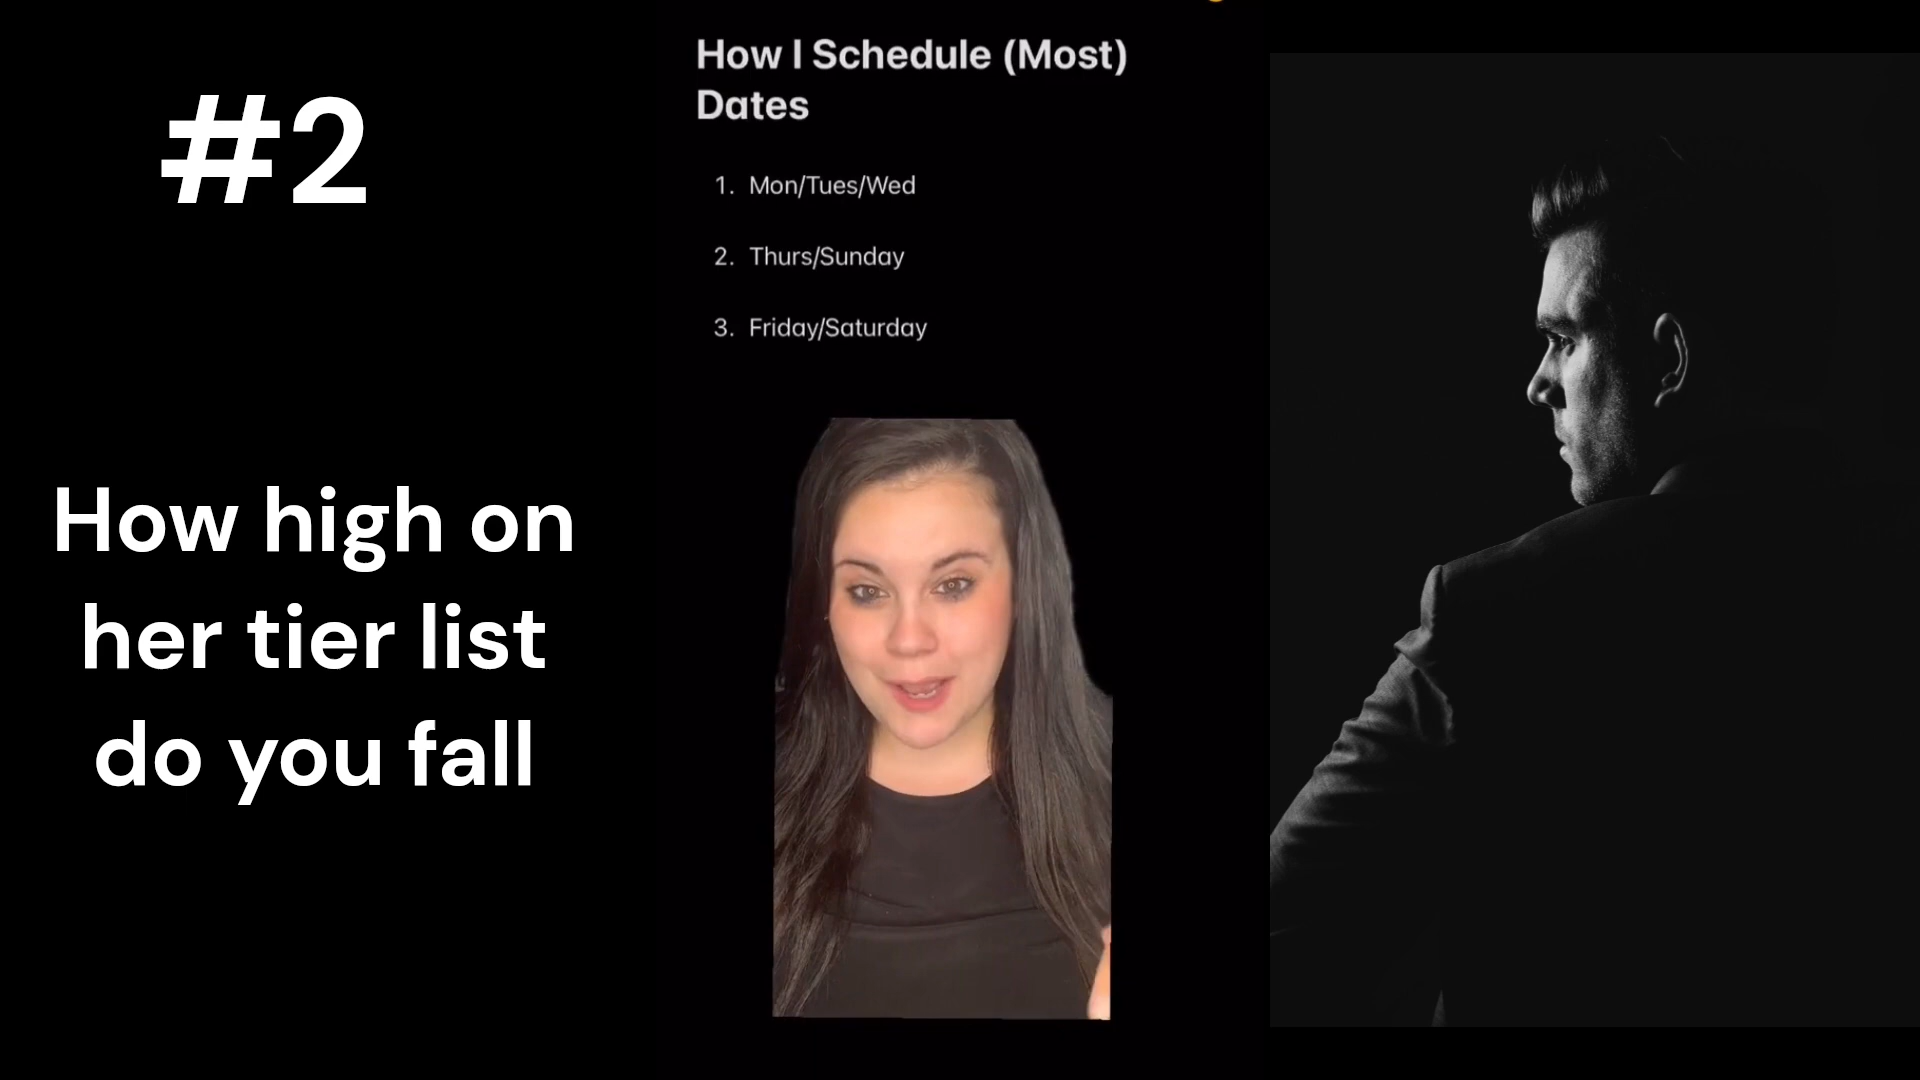 #2
How high on
her tier list
do you fall
How I Schedule (Most)
Dates
1. Mon/Tues/Wed
2. Thurs/Sunday
3. Friday/Saturday